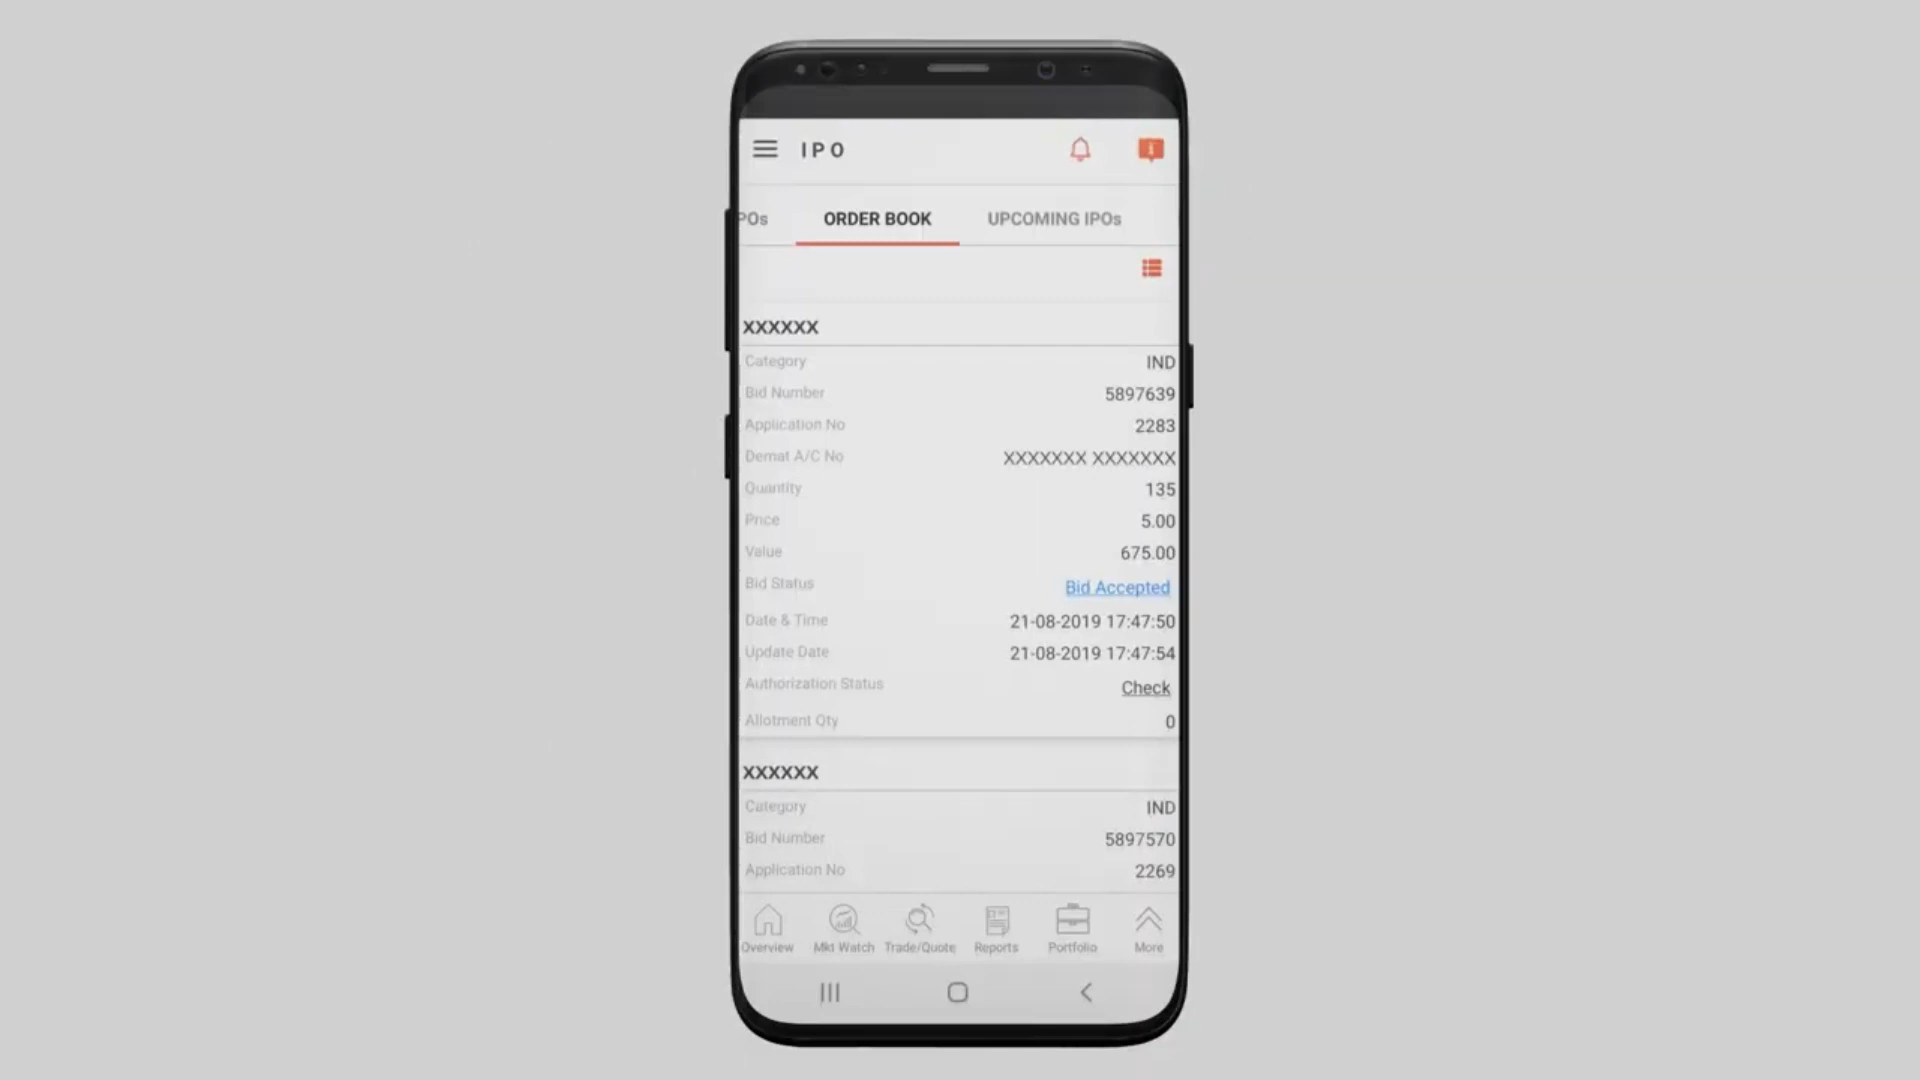 IPO
POs ORDER BOOK UPCOMING IPOs
XXXXXX
Category IND
Bid Number 5897639
Application No 2283
Demat A/C No XXXXXXX XXXXXXX
Quantity 135
Price 5.00
Value 675.00
Bid Status Bid Accepted
Date & Time 21-08-2019 17:47:50
Update Date 21-08-2019 17:47:54
Authorization Status Check
Allotment Qty 0
XXXXXX
Category IND
Bid Number 5897570
Application No 2269
Overview Mkt Watch Trade/Quote Reports Portfolio More